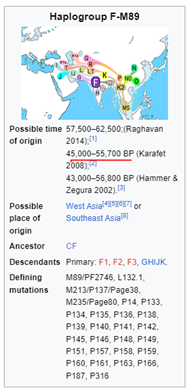 Haplogroup F-M89
F
K
G
H
J
I
L
T
Q
R
P
NO
K2
MS
D
Possible time 57,500–62,500;(Raghavan
of origin 2014);[1]
45,000–55,700 BP (Karafet
2008);[2]
43,000–56,800 BP (Hammer &
Zegura 2002).[3]
Possible West Asia[4][5][6][7] or
place of Southeast Asia[8]
origin
Ancestor CF
Descendants Primary: F1, F2, F3, GHIJK.
Defining M89/PF2746, L132.1,
mutations M213/P137/Page38,
M235/Page80, P14, P133,
P134, P135, P136, P138,
P139, P140, P141, P142,
P145, P146, P148, P149,
P151, P157, P158, P159,
P160, P161, P163, P166,
P187, P316